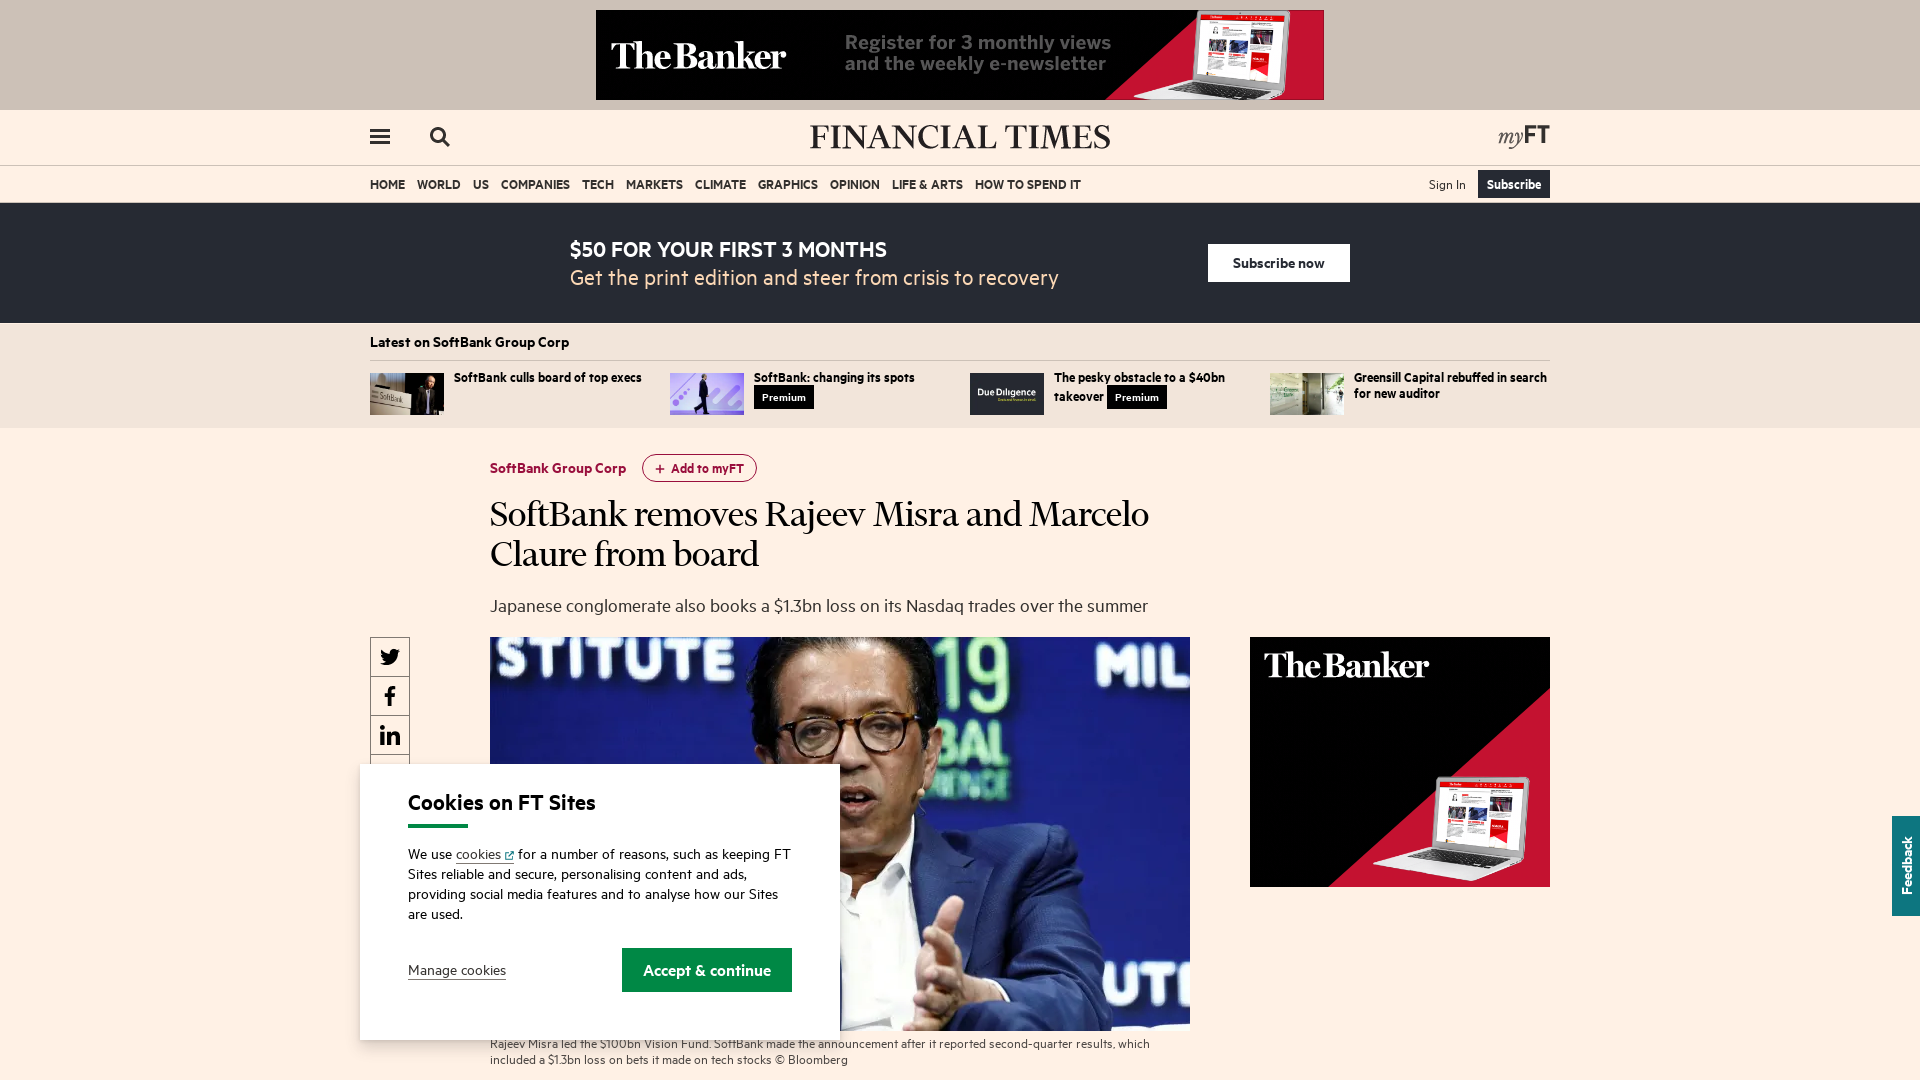 The Banker
Register for 3 monthly views
and the weekly e-newsletter
FINANCIAL TIMES
myFT
HOME WORLD US COMPANIES TECH MARKETS CLIMATE GRAPHICS OPINION LIFE & ARTS HOW TO SPEND IT
Sign In Subscribe
$50 FOR YOUR FIRST 3 MONTHS
Get the print edition and steer from crisis to recovery
Subscribe now
Latest on SoftBank Group Corp
SoftBank
SoftBank culls board of top execs
SoftBank: changing its spots
Premium
Due Diligence
The pesky obstacle to a $40bn
takeover Premium
Greensill Capital rebuffed in search
for new auditor
SoftBank Group Corp + Add to myFT
SoftBank removes Rajeev Misra and Marcelo
Claure from board
Japanese conglomerate also books a $1.3bn loss on its Nasdaq trades over the summer
STITUTE
19
MIL
BAL
UTE
The Banker
Cookies on FT Sites
We use cookies for a number of reasons, such as keeping FT
Sites reliable and secure, personalising content and ads,
providing social media features and to analyse how our Sites
are used.
Manage cookies
Accept & continue
Feedback
Rajeev Misra led the $100bn Vision Fund. SoftBank made the announcement after it reported second-quarter results, which
included a $1.3bn loss on bets it made on tech stocks © Bloomberg